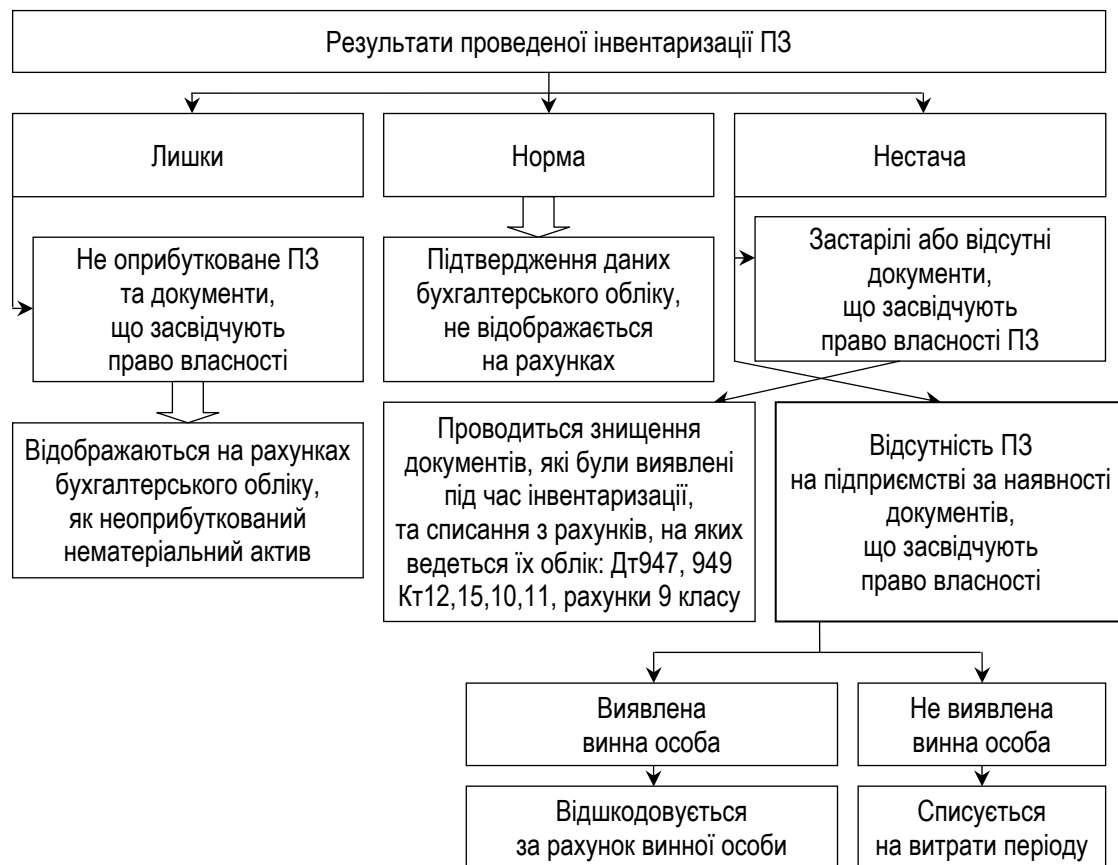 Результати проведеної інвентаризації ПЗ
Лишки
Норма
Нестача
Не оприбутковане ПЗ
та документи,
що засвідчують
право власності
Підтвердження даних
бухгалтерського обліку,
не відображається
на рахунках
Застарілі або відсутні
документи,
що засвідчують
право власності ПЗ
Відображаються на рахунках
бухгалтерського обліку,
як неоприбуткований
нематеріальний актив
Проводиться знищення
документів, які були виявлені
під час інвентаризації,
та списання з рахунків, на яких
ведеться їх облік: Дт947, 949
Кт12,15,10,11, рахунки 9 класу
Відсутність ПЗ
на підприємстві за наявності
документів,
що засвідчують
право власності
Виявлена
винна особа
Не виявлена
винна особа
Відшкодовується
за рахунок винної особи
Списується
на витрати періоду